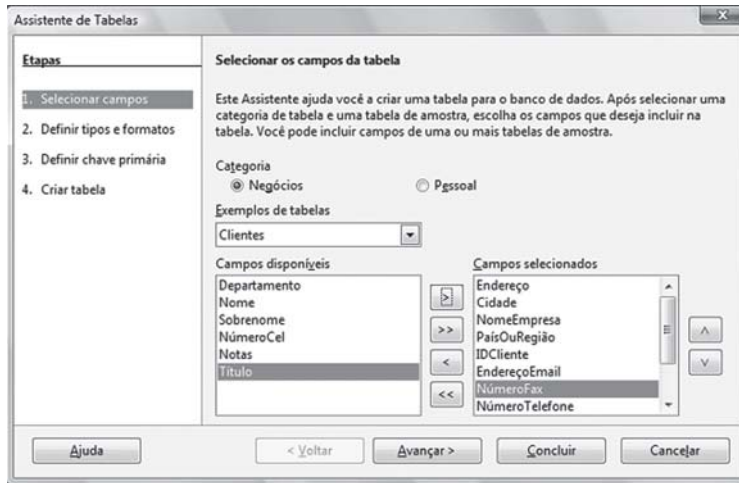 Assistente de Tabelas
x
Etapas
1. Selecionar campos
2. Definir tipos e formatos
3. Definir chave primária
4. Criar tabela
Selecionar os campos da tabela
Este Assistente ajuda você a criar uma tabela para o banco de dados. Após selecionar uma
categoria de tabela e uma tabela de amostra, escolha os campos que deseja incluir na
tabela. Você pode incluir campos de uma ou mais tabelas de amostra.
Categoria
Negócios
Pessoal
Exemplos de tabelas
Clientes
Campos disponíveis
Departamento
Nome
Sobrenome
NúmeroCel
Notas
Título
>
>>
<
<<
Campos selecionados
Endereço
Cidade
NomeEmpresa
PaísOuRegião
IDCliente
EndereçoEmail
NúmeroFax
NúmeroTelefone
Ajuda
< Voltar
Avançar >
Concluir
Cancelar